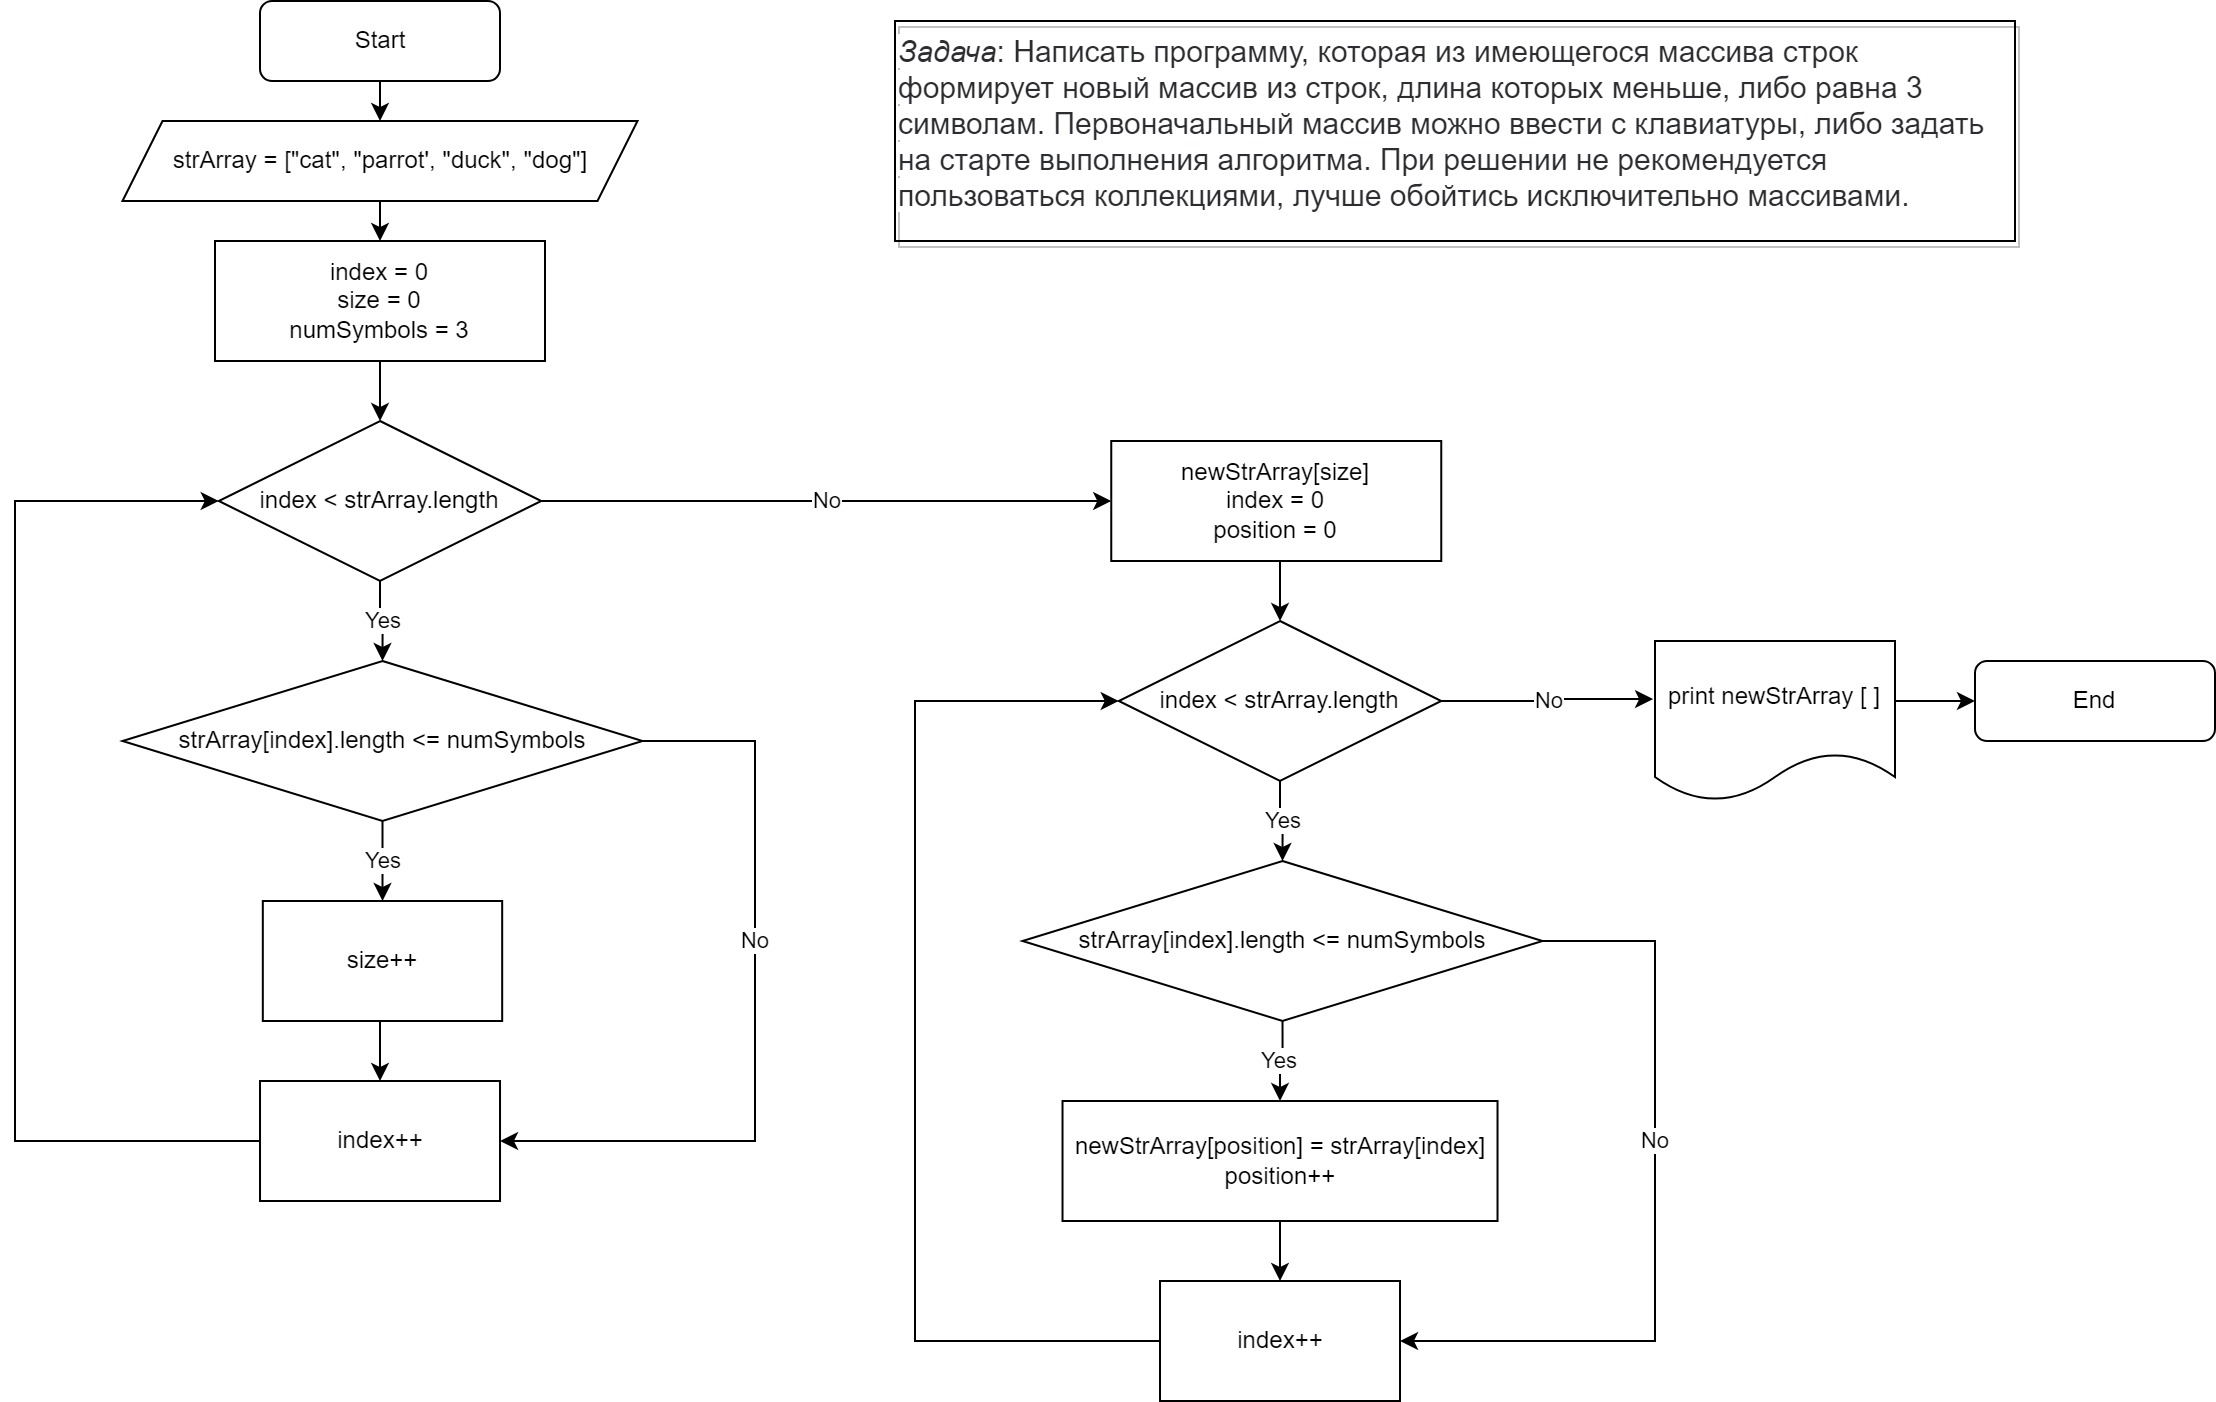 Start
strArray = ["cat", "parrot', "duck", "dog"]
index = 0
size = 0
numSymbols = 3
index < strArray.length
Yes
No
strArray[index].length <= numSymbols
Yes
No
size++
index++
Задача: Написать программу, которая из имеющегося массива строк
формирует новый массив из строк, длина которых меньше, либо равна 3
символам. Первоначальный массив можно ввести с клавиатуры, либо задать
на старте выполнения алгоритма. При решении не рекомендуется
пользоваться коллекциями, лучше обойтись исключительно массивами.
newStrArray[size]
index = 0
position = 0
index < strArray.length
No
print newStrArray [ ]
End
Yes
strArray[index].length <= numSymbols
Yes
No
newStrArray[position] = strArray[index]
position++
index++